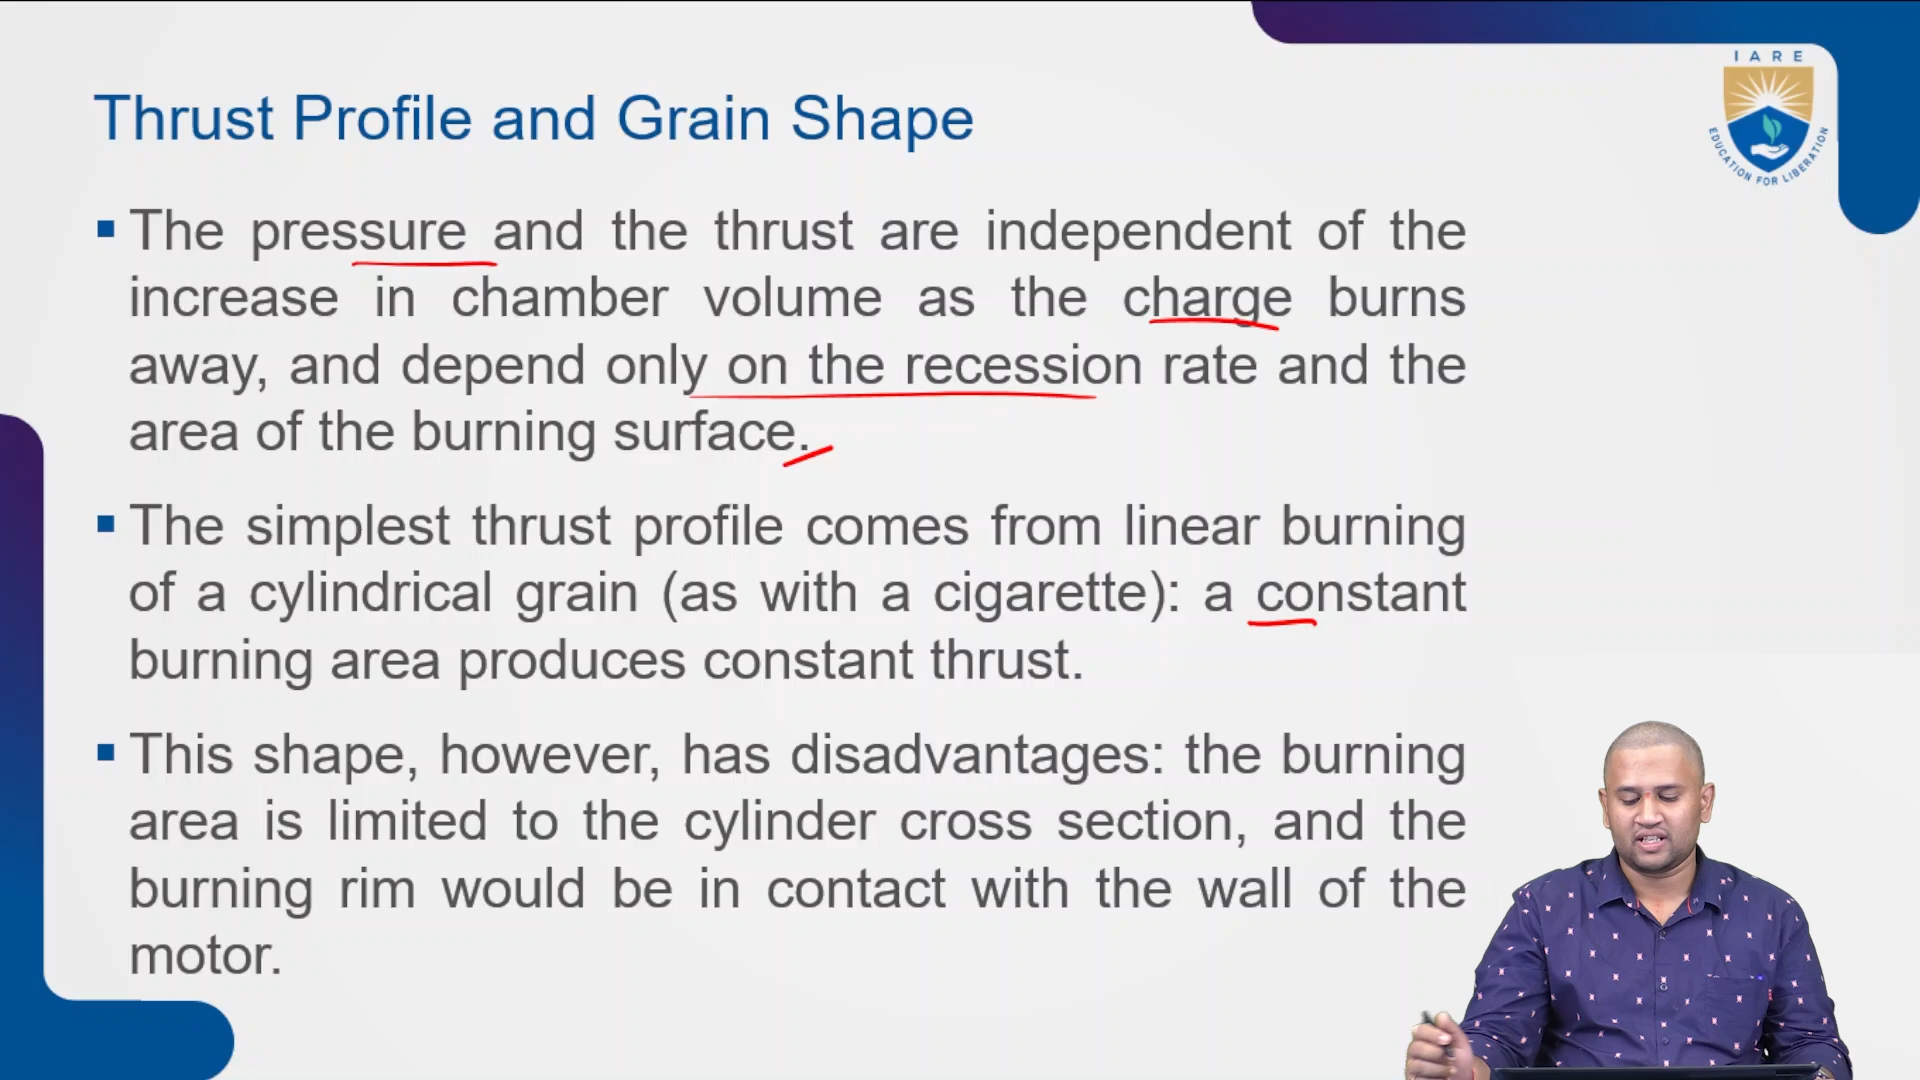 I A R E
EDUCATION FOR LIBERATION
Thrust Profile and Grain Shape
▪ The pressure and the thrust are independent of the
increase in chamber volume as the charge burns
away, and depend only on the recession rate and the
area of the burning surface.
▪ The simplest thrust profile comes from linear burning
of a cylindrical grain (as with a cigarette): a constant
burning area produces constant thrust.
▪ This shape, however, has disadvantages: the burning
area is limited to the cylinder cross section, and the
burning rim would be in contact with the wall of the
motor.